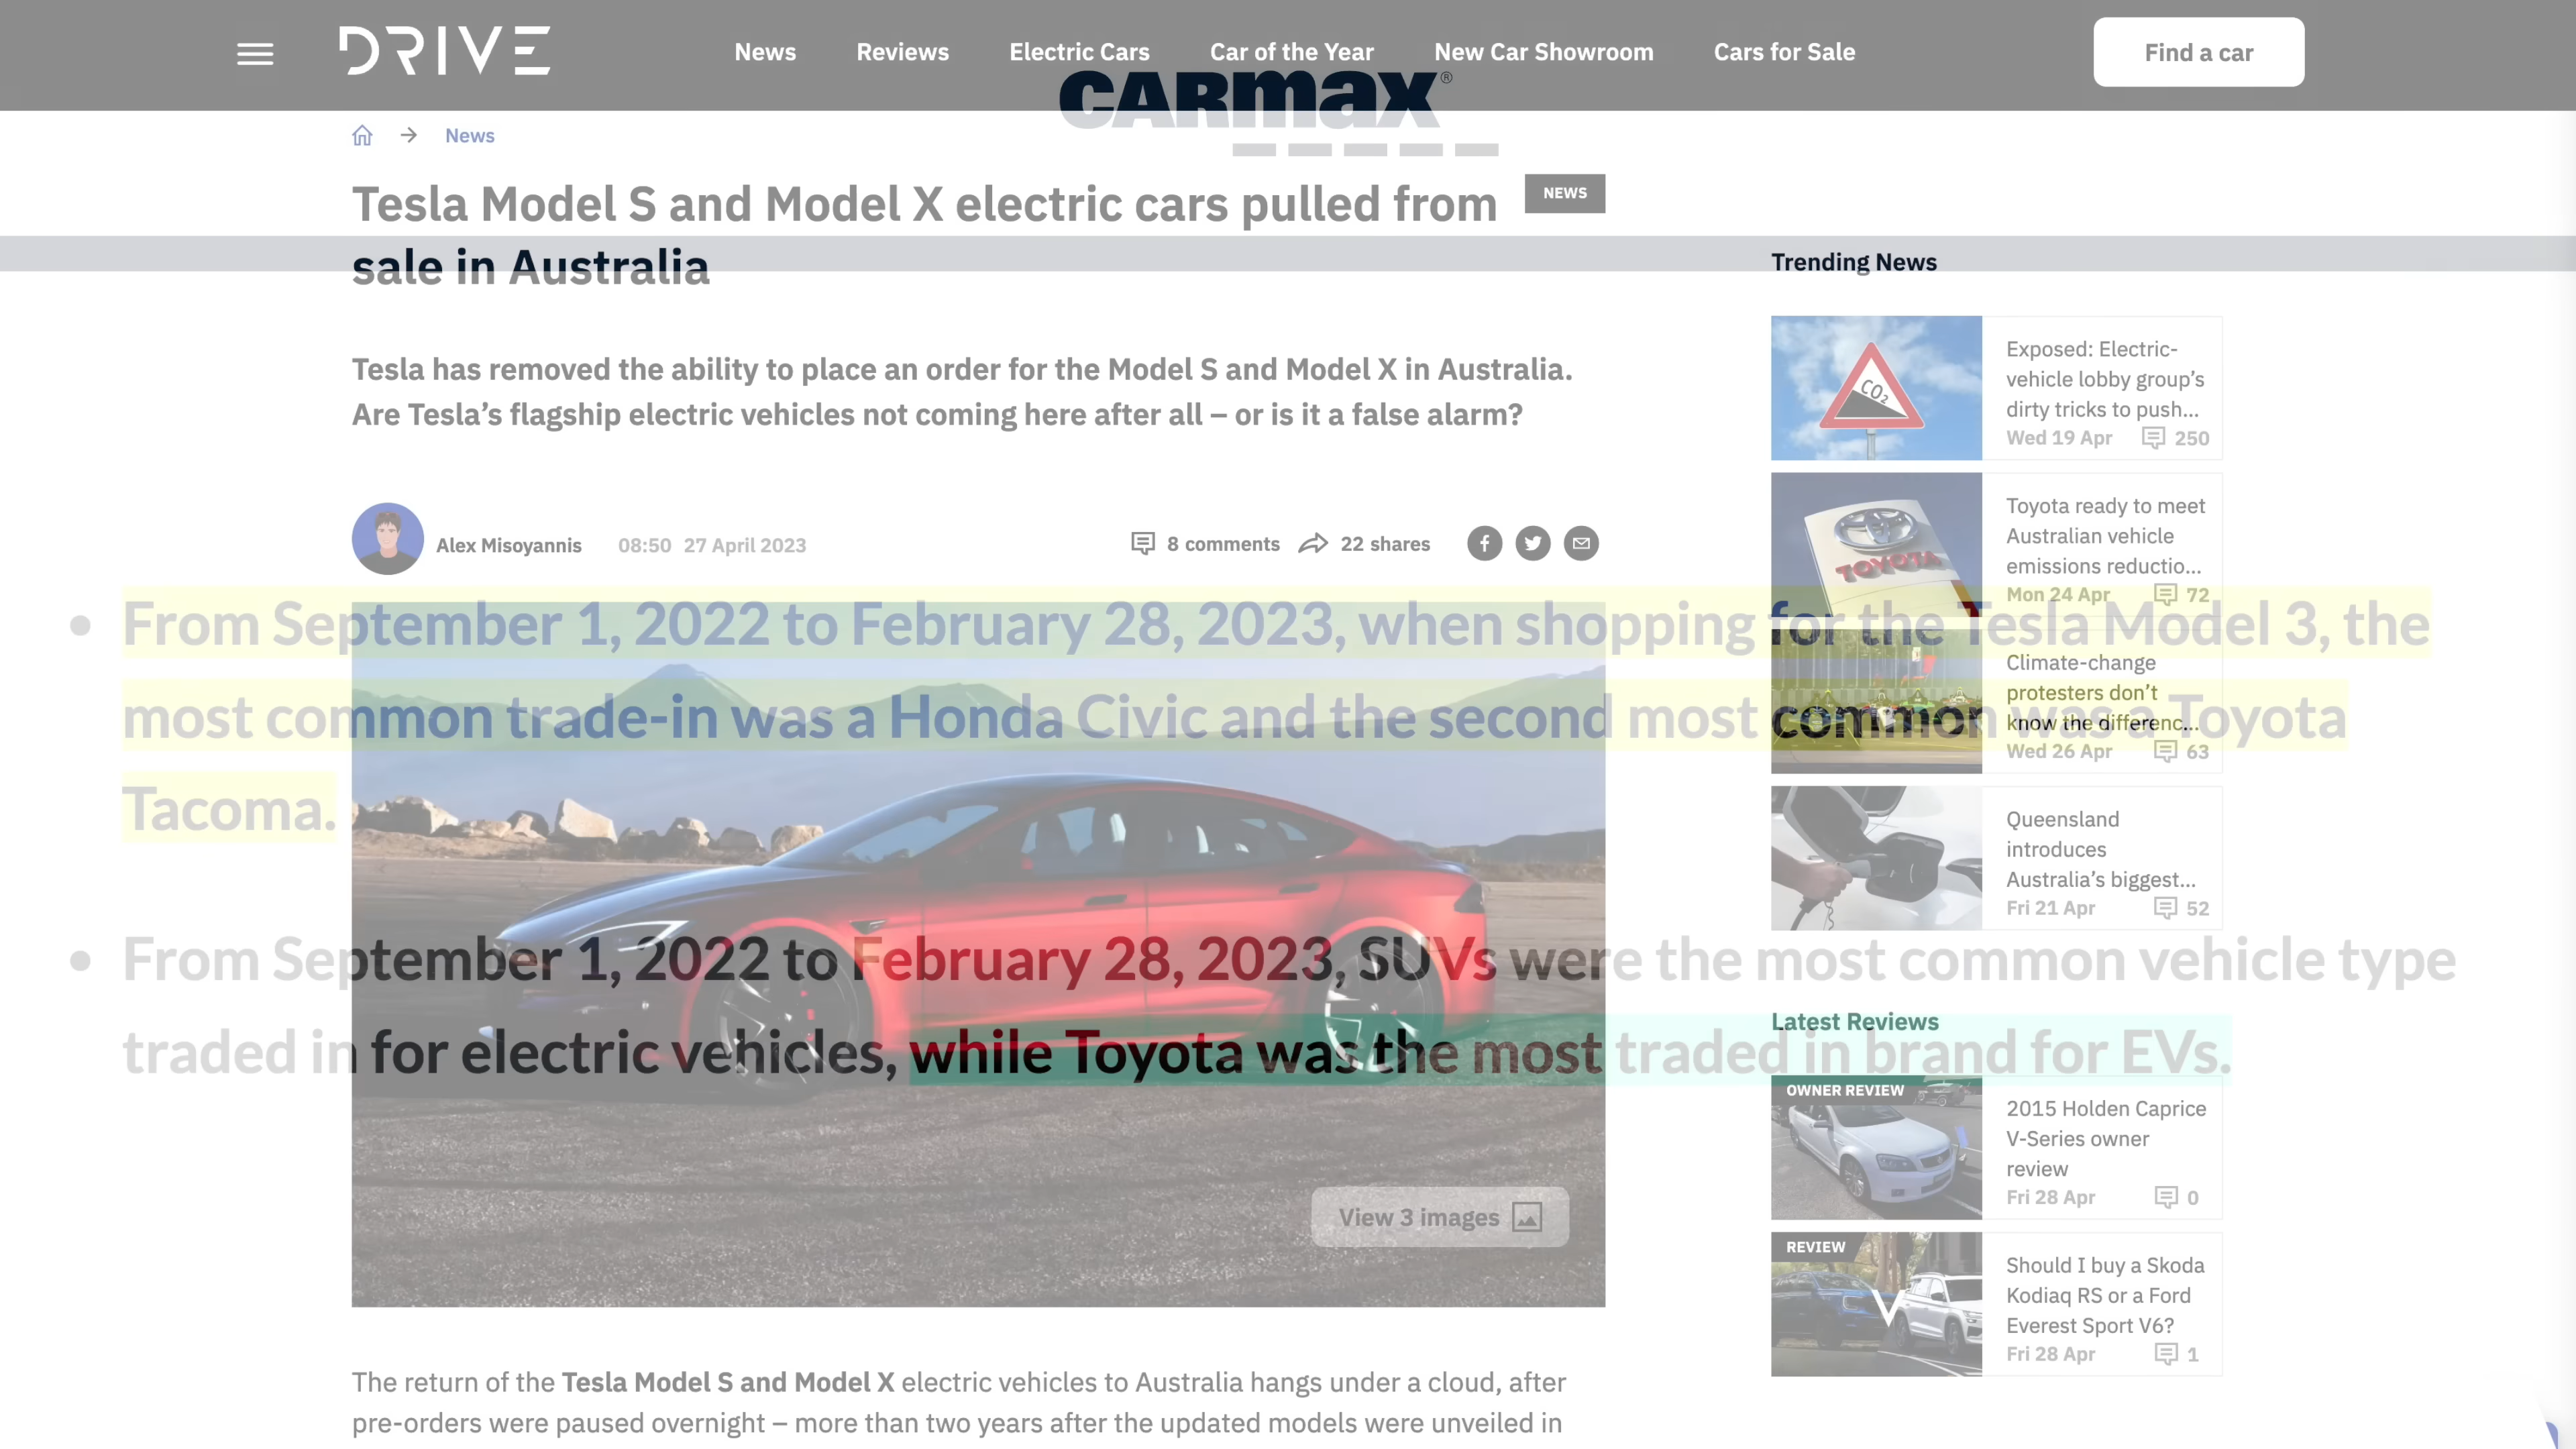 DRIVE
News
Reviews
Electric Cars
Car of the Year
New Car Showroom
Cars for Sale
Find a car
CARMAX®
News
Tesla Model S and Model X electric cars pulled from
sale in Australia
NEWS
Tesla has removed the ability to place an order for the Model S and Model X in Australia.
Are Tesla’s flagship electric vehicles not coming here after all – or is it a false alarm?
Alex Misoyannis
08:50 27 April 2023
8 comments
22 shares
• From September 1, 2022 to February 28, 2023, when shopping for the Tesla Model 3, the
most common trade-in was a Honda Civic and the second most common was a Toyota
Tacoma.
• From September 1, 2022 to February 28, 2023, SUVs were the most common vehicle type
traded in for electric vehicles, while Toyota was the most traded in brand for EVs.
View 3 images
The return of the Tesla Model S and Model X electric vehicles to Australia hangs under a cloud, after
pre-orders were paused overnight – more than two years after the updated models were unveiled in
Trending News
CO₂
Exposed: Electric-
vehicle lobby group’s
dirty tricks to push...
Wed 19 Apr
250
TOYOTA
Toyota ready to meet
Australian vehicle
emissions reductio...
Mon 24 Apr
72
Climate-change
protesters don’t
know the differenc...
Wed 26 Apr
63
Queensland
introduces
Australia’s biggest...
Fri 21 Apr
52
Latest Reviews
OWNER REVIEW
2015 Holden Caprice
V-Series owner
review
Fri 28 Apr
0
REVIEW
V
Should I buy a Skoda
Kodiaq RS or a Ford
Everest Sport V6?
Fri 28 Apr
1